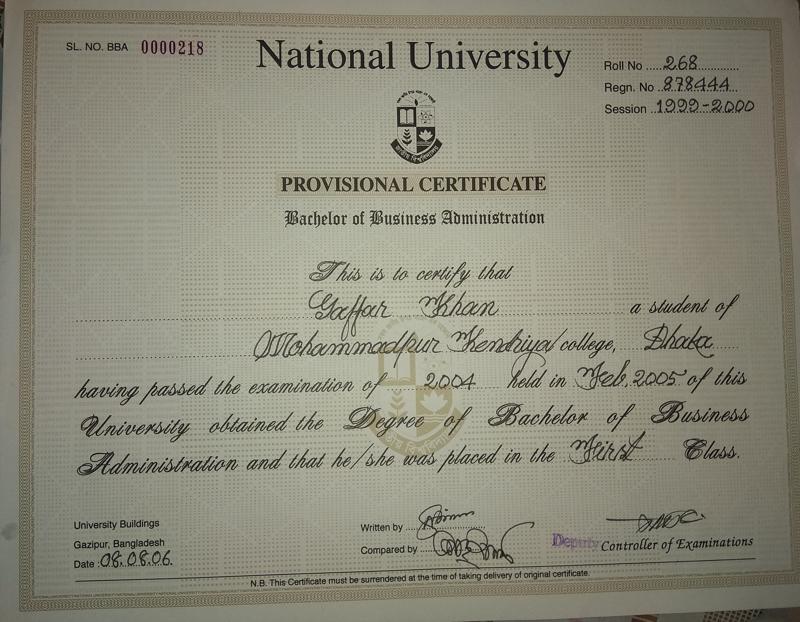 SL. NO. BBA 0000218
National University
Roll No 268
Regn. No 878444
Session 1999-2000
PROVISIONAL CERTIFICATE
Bachelor of Business Administration
This is to certify that
Gaffar Khan a student of
Mohammadpur Kendriya college, Dhaka
having passed the examination of 2004 held in Feb, 2005 of this
University obtained the Degree of Bachelor of Business
Administration and that he/she was placed in the First Class.
University Buildings
Gazipur, Bangladesh
Date : 08.08.06.
Written by
Compared by
Deputy Controller of Examinations
N.B. This Certificate must be surrendered at the time of taking delivery of original certificate.